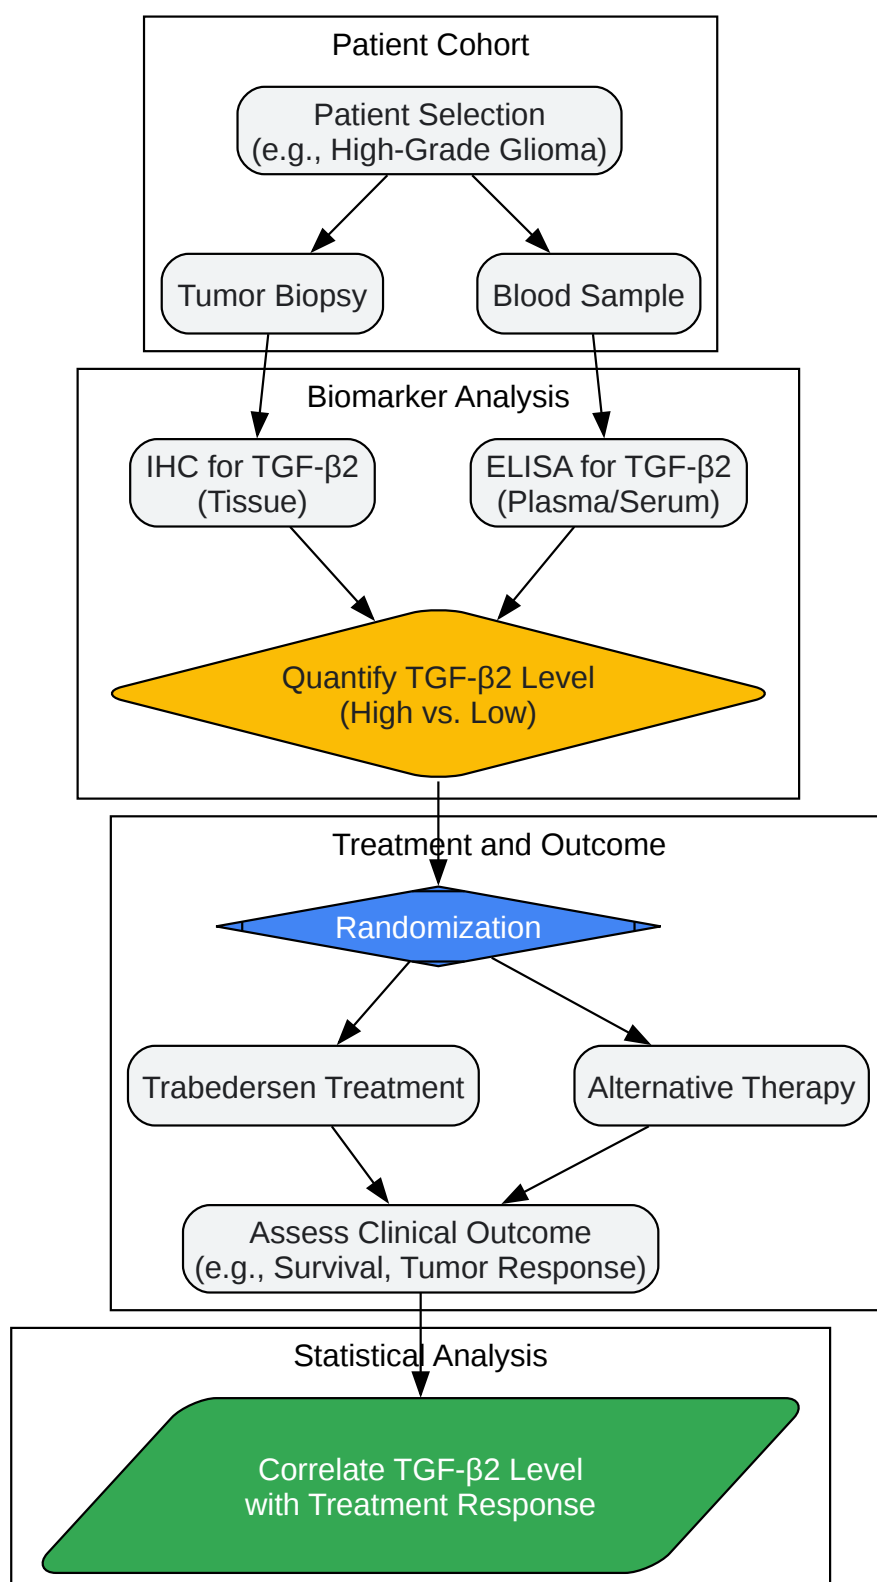 Patient Cohort
Patient Selection
(e.g., High-Grade Glioma)
Tumor Biopsy
Blood Sample
Biomarker Analysis
IHC for TGF-β2
(Tissue)
ELISA for TGF-β2
(Plasma/Serum)
Quantify TGF-β2 Level
(High vs. Low)
Treatment and Outcome
Randomization
Trabedersen Treatment
Alternative Therapy
Assess Clinical Outcome
(e.g., Survival, Tumor Response)
Statistical Analysis
Correlate TGF-β2 Level
with Treatment Response